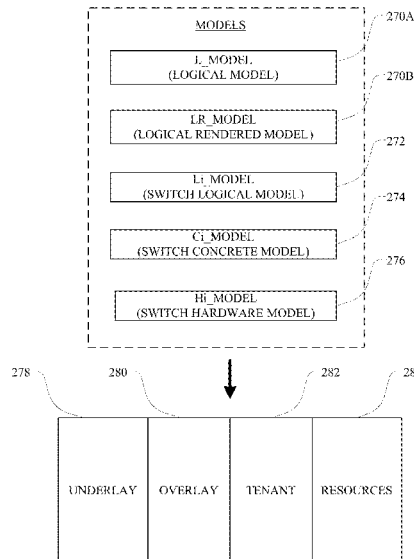 MODELS
270A
L_MODEL
(LOGICAL MODEL)
270B
LR_MODEL
(LOGICAL RENDERED MODEL)
272
Li_MODEL
(SWITCH LOGICAL MODEL)
274
Ci_MODEL
(SWITCH CONCRETE MODEL)
276
Hi_MODEL
(SWITCH HARDWARE MODEL)
278
280
282
UNDERLAY
OVERLAY
TENANT
RESOURCES